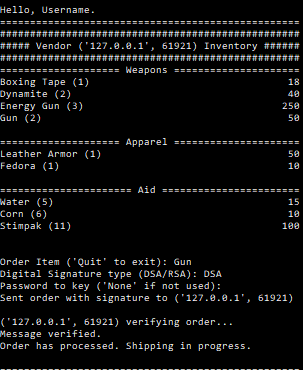 Hello, Username.
==================================================
##################################################
##### Vendor ('127.0.0.1', 61921) Inventory ######
##################################################
==================== Weapons =====================
Boxing Tape (1) 18
Dynamite (2) 40
Energy Gun (3) 250
Gun (2) 50
==================== Apparel =====================
Leather Armor (1) 50
Fedora (1) 10
====================== Aid =======================
Water (5) 15
Corn (6) 10
Stimpak (11) 100
Order Item ('Quit' to exit): Gun
Digital Signature type (DSA/RSA): DSA
Password to key ('None' if not used):
Sent order with signature to ('127.0.0.1', 61921)
('127.0.0.1', 61921) verifying order...
Message verified.
Order has processed. Shipping in progress.
==================================================